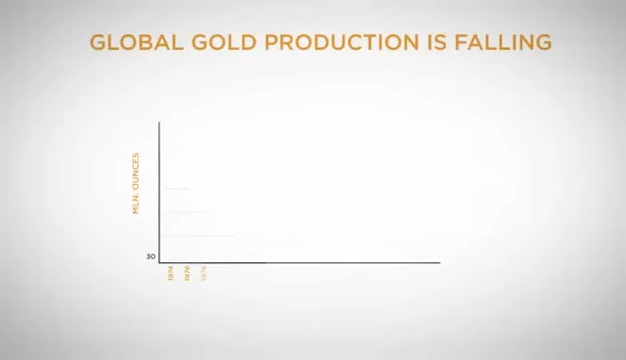 GLOBAL GOLD PRODUCTION IS FALLING
MLN. OUNCES
30
1974
1976
1978